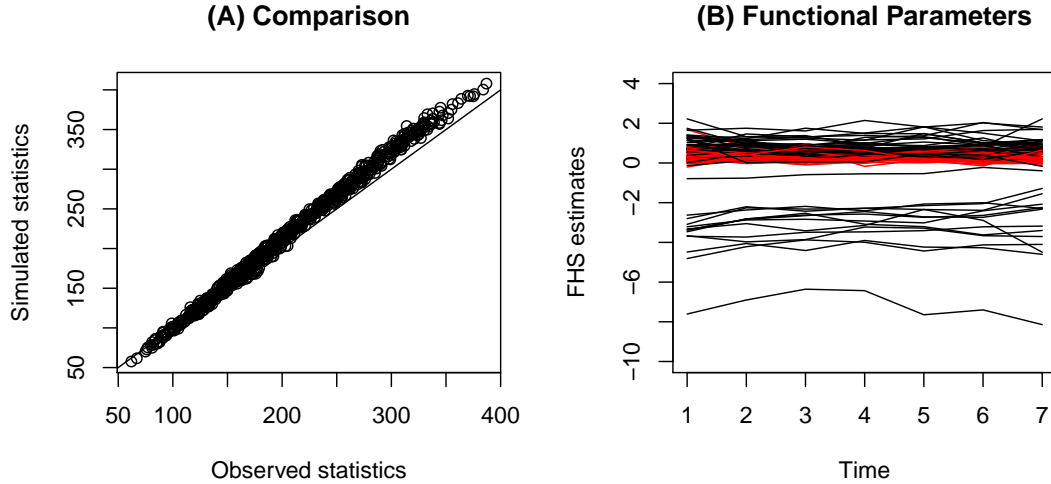 (A) Comparison
Simulated statistics
350
250
150
50
50 100 200 300 400
Observed statistics
(B) Functional Parameters
FHS estimates
4
2
0
−2
−6
−10
1 2 3 4 5 6 7
Time